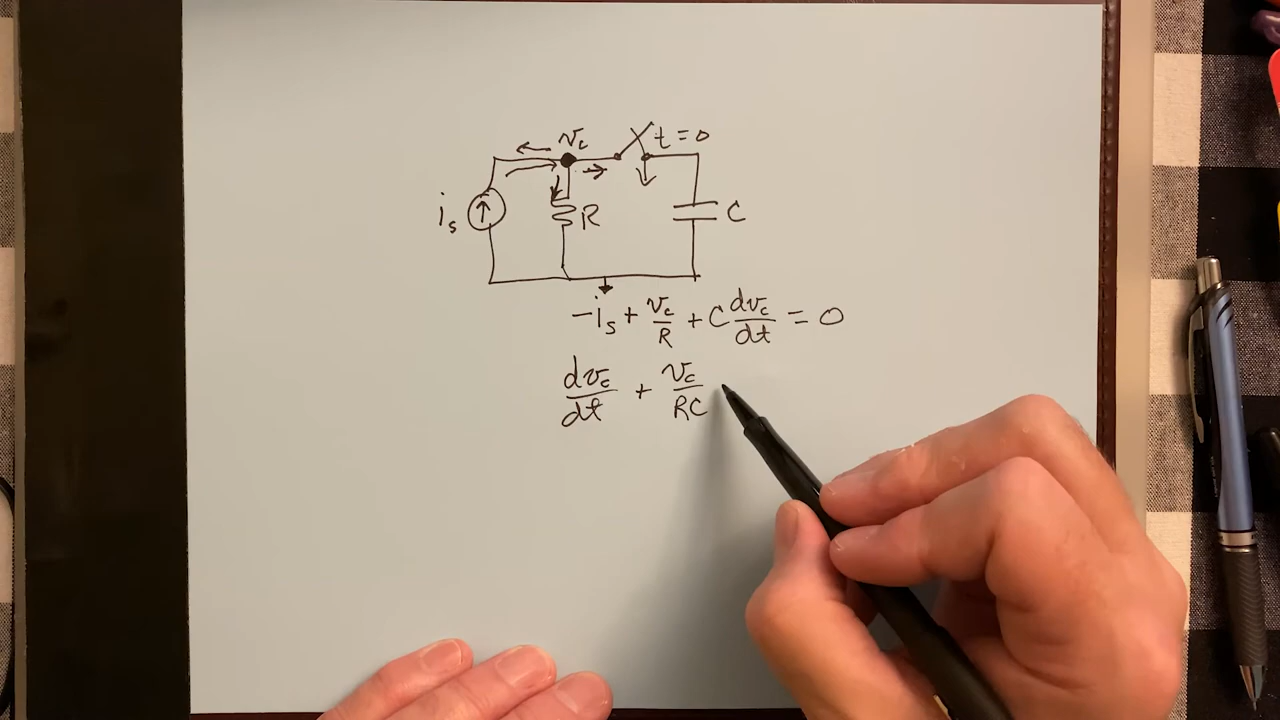 v_c
t = 0
i_s
R
C
-i_s + v_c/R + C dv_c/dt = 0
dv_c/dt + v_c/RC